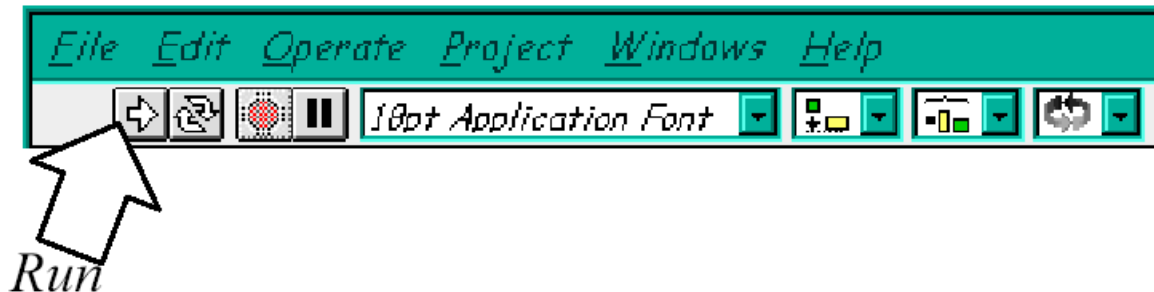 File Edit Operate Project Windows Help
18pt Application Font
Run